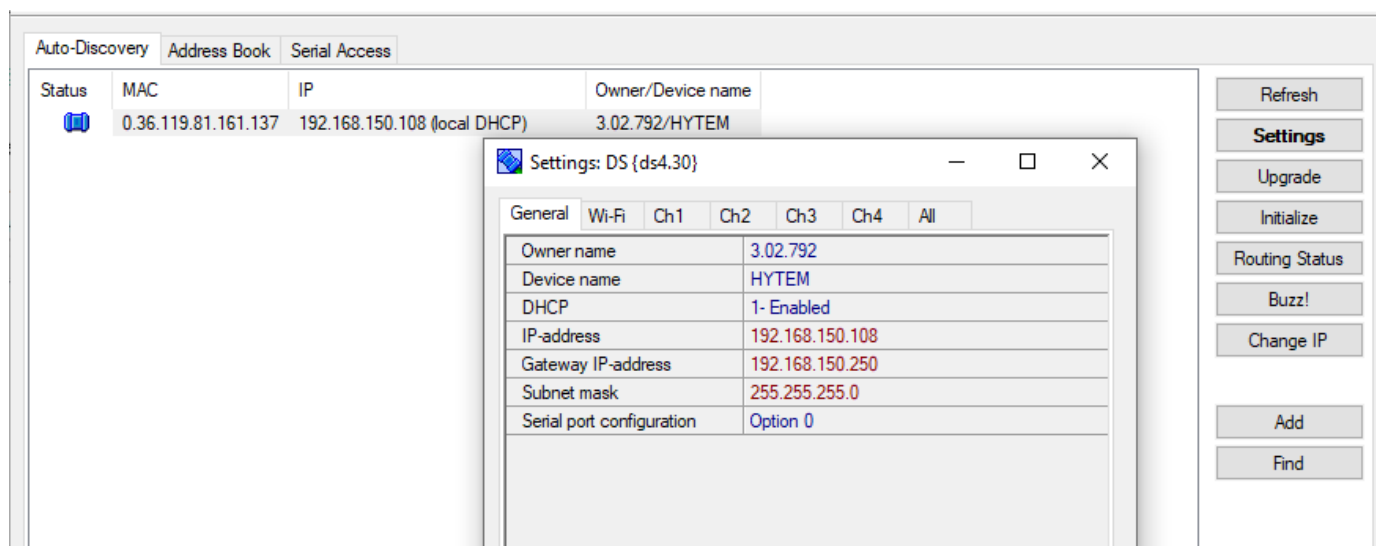 Auto-Discovery Address Book Serial Access
Status MAC IP Owner/Device name
0.36.119.81.161.137 192.168.150.108 (local DHCP) 3.02.792/HYTEM
Refresh
Settings
Upgrade
Initialize
Routing Status
Buzz!
Change IP
Add
Find
Settings: DS {ds4.30}
General Wi-Fi Ch1 Ch2 Ch3 Ch4 All
Owner name 3.02.792
Device name HYTEM
DHCP 1- Enabled
IP-address 192.168.150.108
Gateway IP-address 192.168.150.250
Subnet mask 255.255.255.0
Serial port configuration Option 0